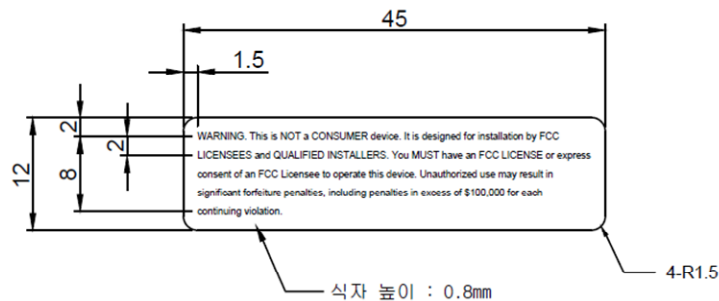 45
1.5
2
2
12
8
WARNING. This is NOT a CONSUMER device. It is designed for installation by FCC
LICENSEES and QUALIFIED INSTALLERS. You MUST have an FCC LICENSE or express
consent of an FCC Licensee to operate this device. Unauthorized use may result in
significant forfeiture penalties, including penalties in excess of $100,000 for each
continuing violation.
4-R1.5
식자 높이 : 0.8mm